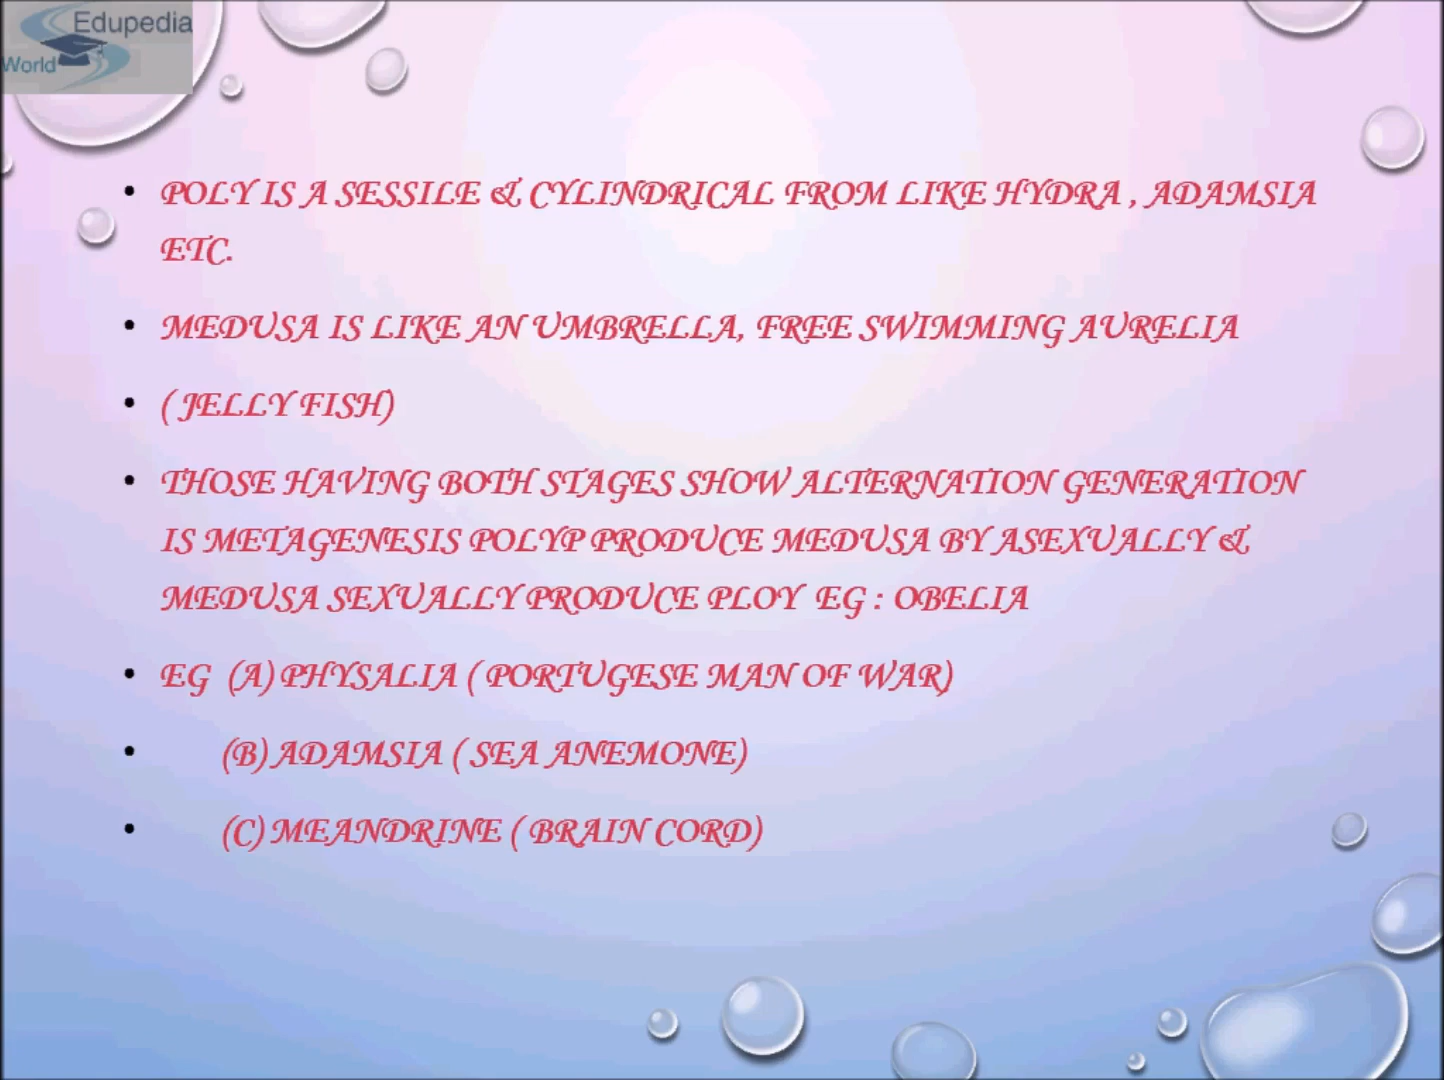 Edupedia
World
• POLY IS A SESSILE & CYLINDRICAL FROM LIKE HYDRA , ADAMSIA
ETC.
• MEDUSA IS LIKE AN UMBRELLA, FREE SWIMMING AURELIA
• ( JELLY FISH)
• THOSE HAVING BOTH STAGES SHOW ALTERNATION GENERATION
IS METAGENESIS POLYP PRODUCE MEDUSA BY ASEXUALLY &
MEDUSA SEXUALLY PRODUCE PLOY EG : OBELIA
• EG (A) PHYSALIA ( PORTUGESE MAN OF WAR)
• (B) ADAMSIA ( SEA ANEMONE)
• (C) MEANDRINE ( BRAIN CORD)